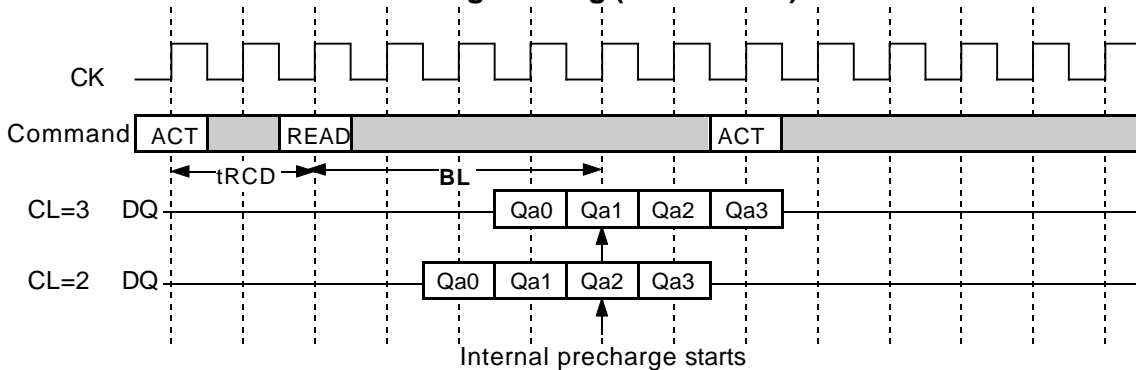 CK
Command ACT READ ACT
tRCD BL
CL=3 DQ Qa0 Qa1 Qa2 Qa3
CL=2 DQ Qa0 Qa1 Qa2 Qa3
Internal precharge starts